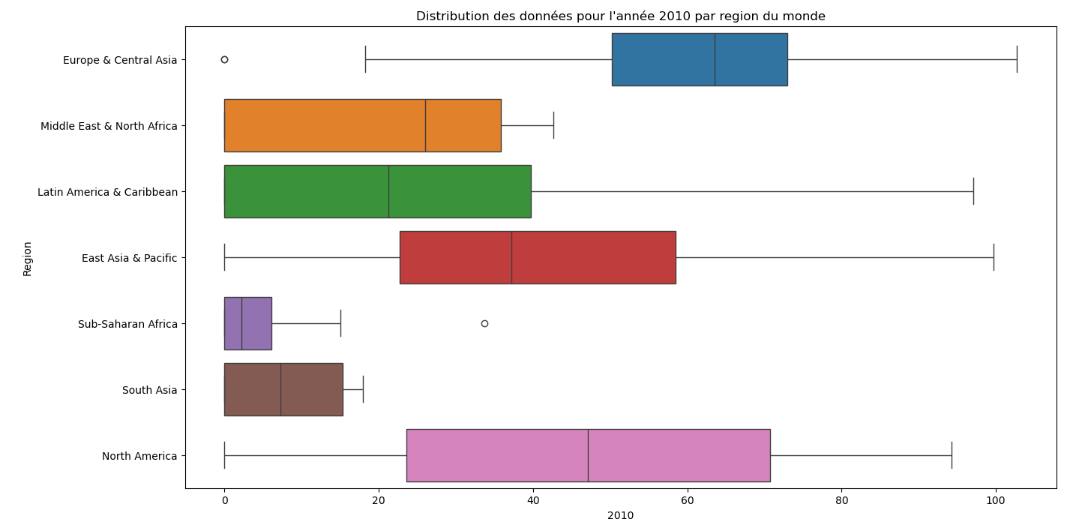 Distribution des données pour l'année 2010 par region du monde
Region
Europe & Central Asia
Middle East & North Africa
Latin America & Caribbean
East Asia & Pacific
Sub-Saharan Africa
South Asia
North America
0 20 40 60 80 100
2010